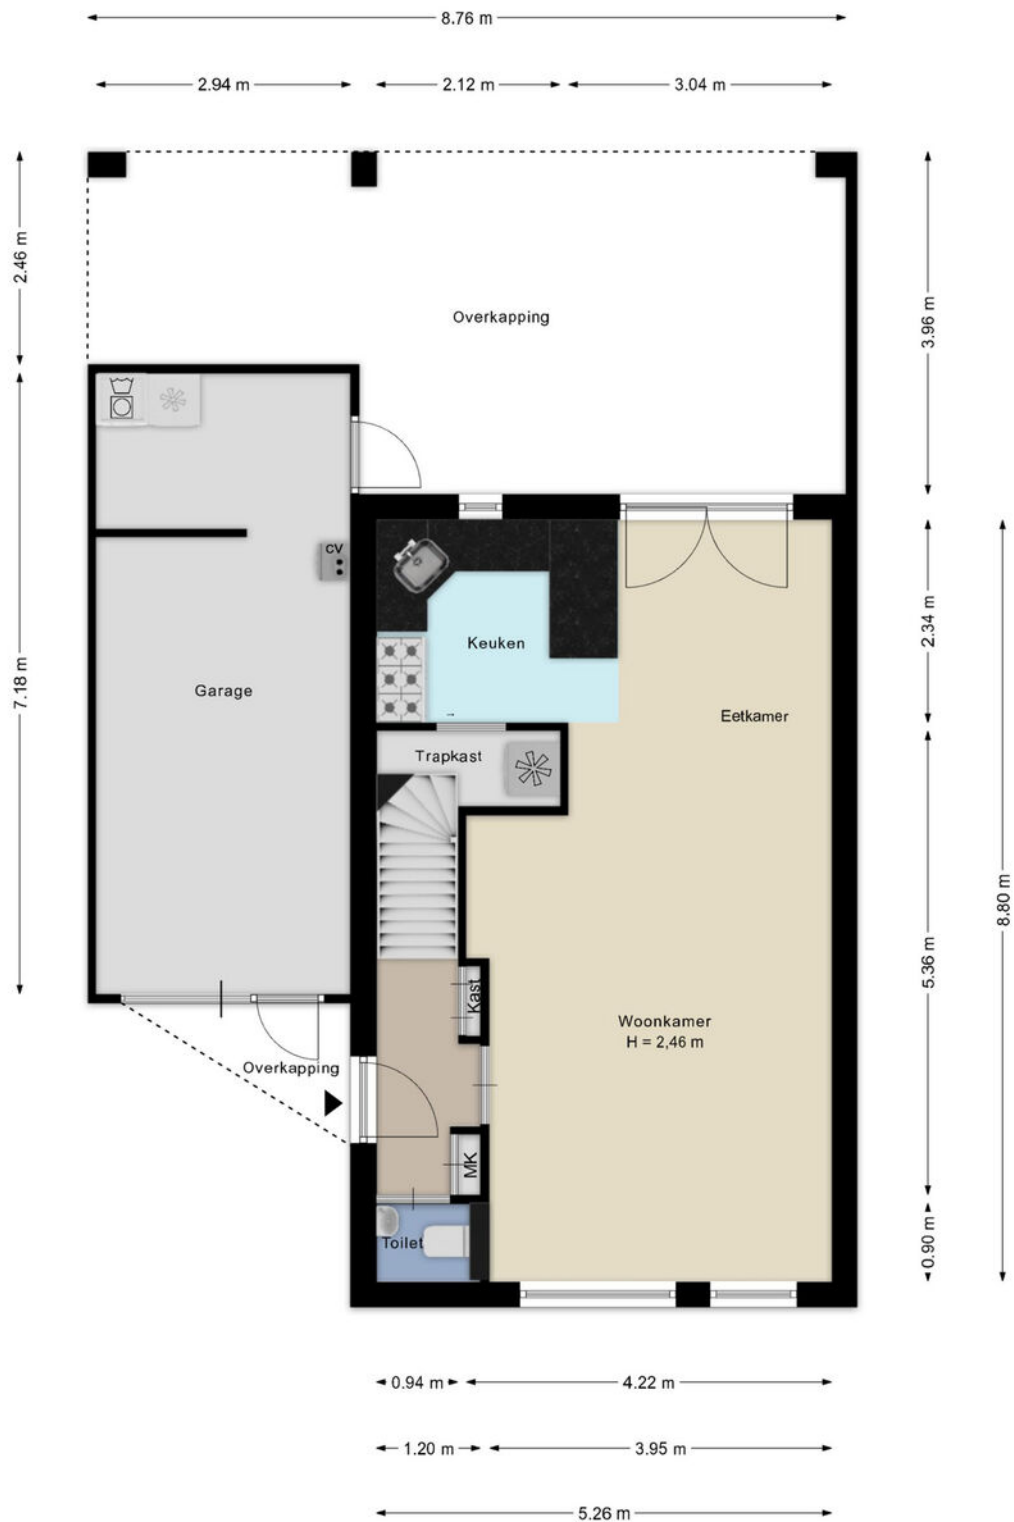 8.76 m
2.94 m
2.12 m
3.04 m
2.46 m
3.96 m
Overkapping
CV
2.34 m
Keuken
7.18 m
Garage
Eetkamer
Trapkast
8.80 m
5.36 m
Kast
Woonkamer
H = 2,46 m
Overkapping
MK
0.90 m
Toilet
0.94 m
4.22 m
1.20 m
3.95 m
5.26 m